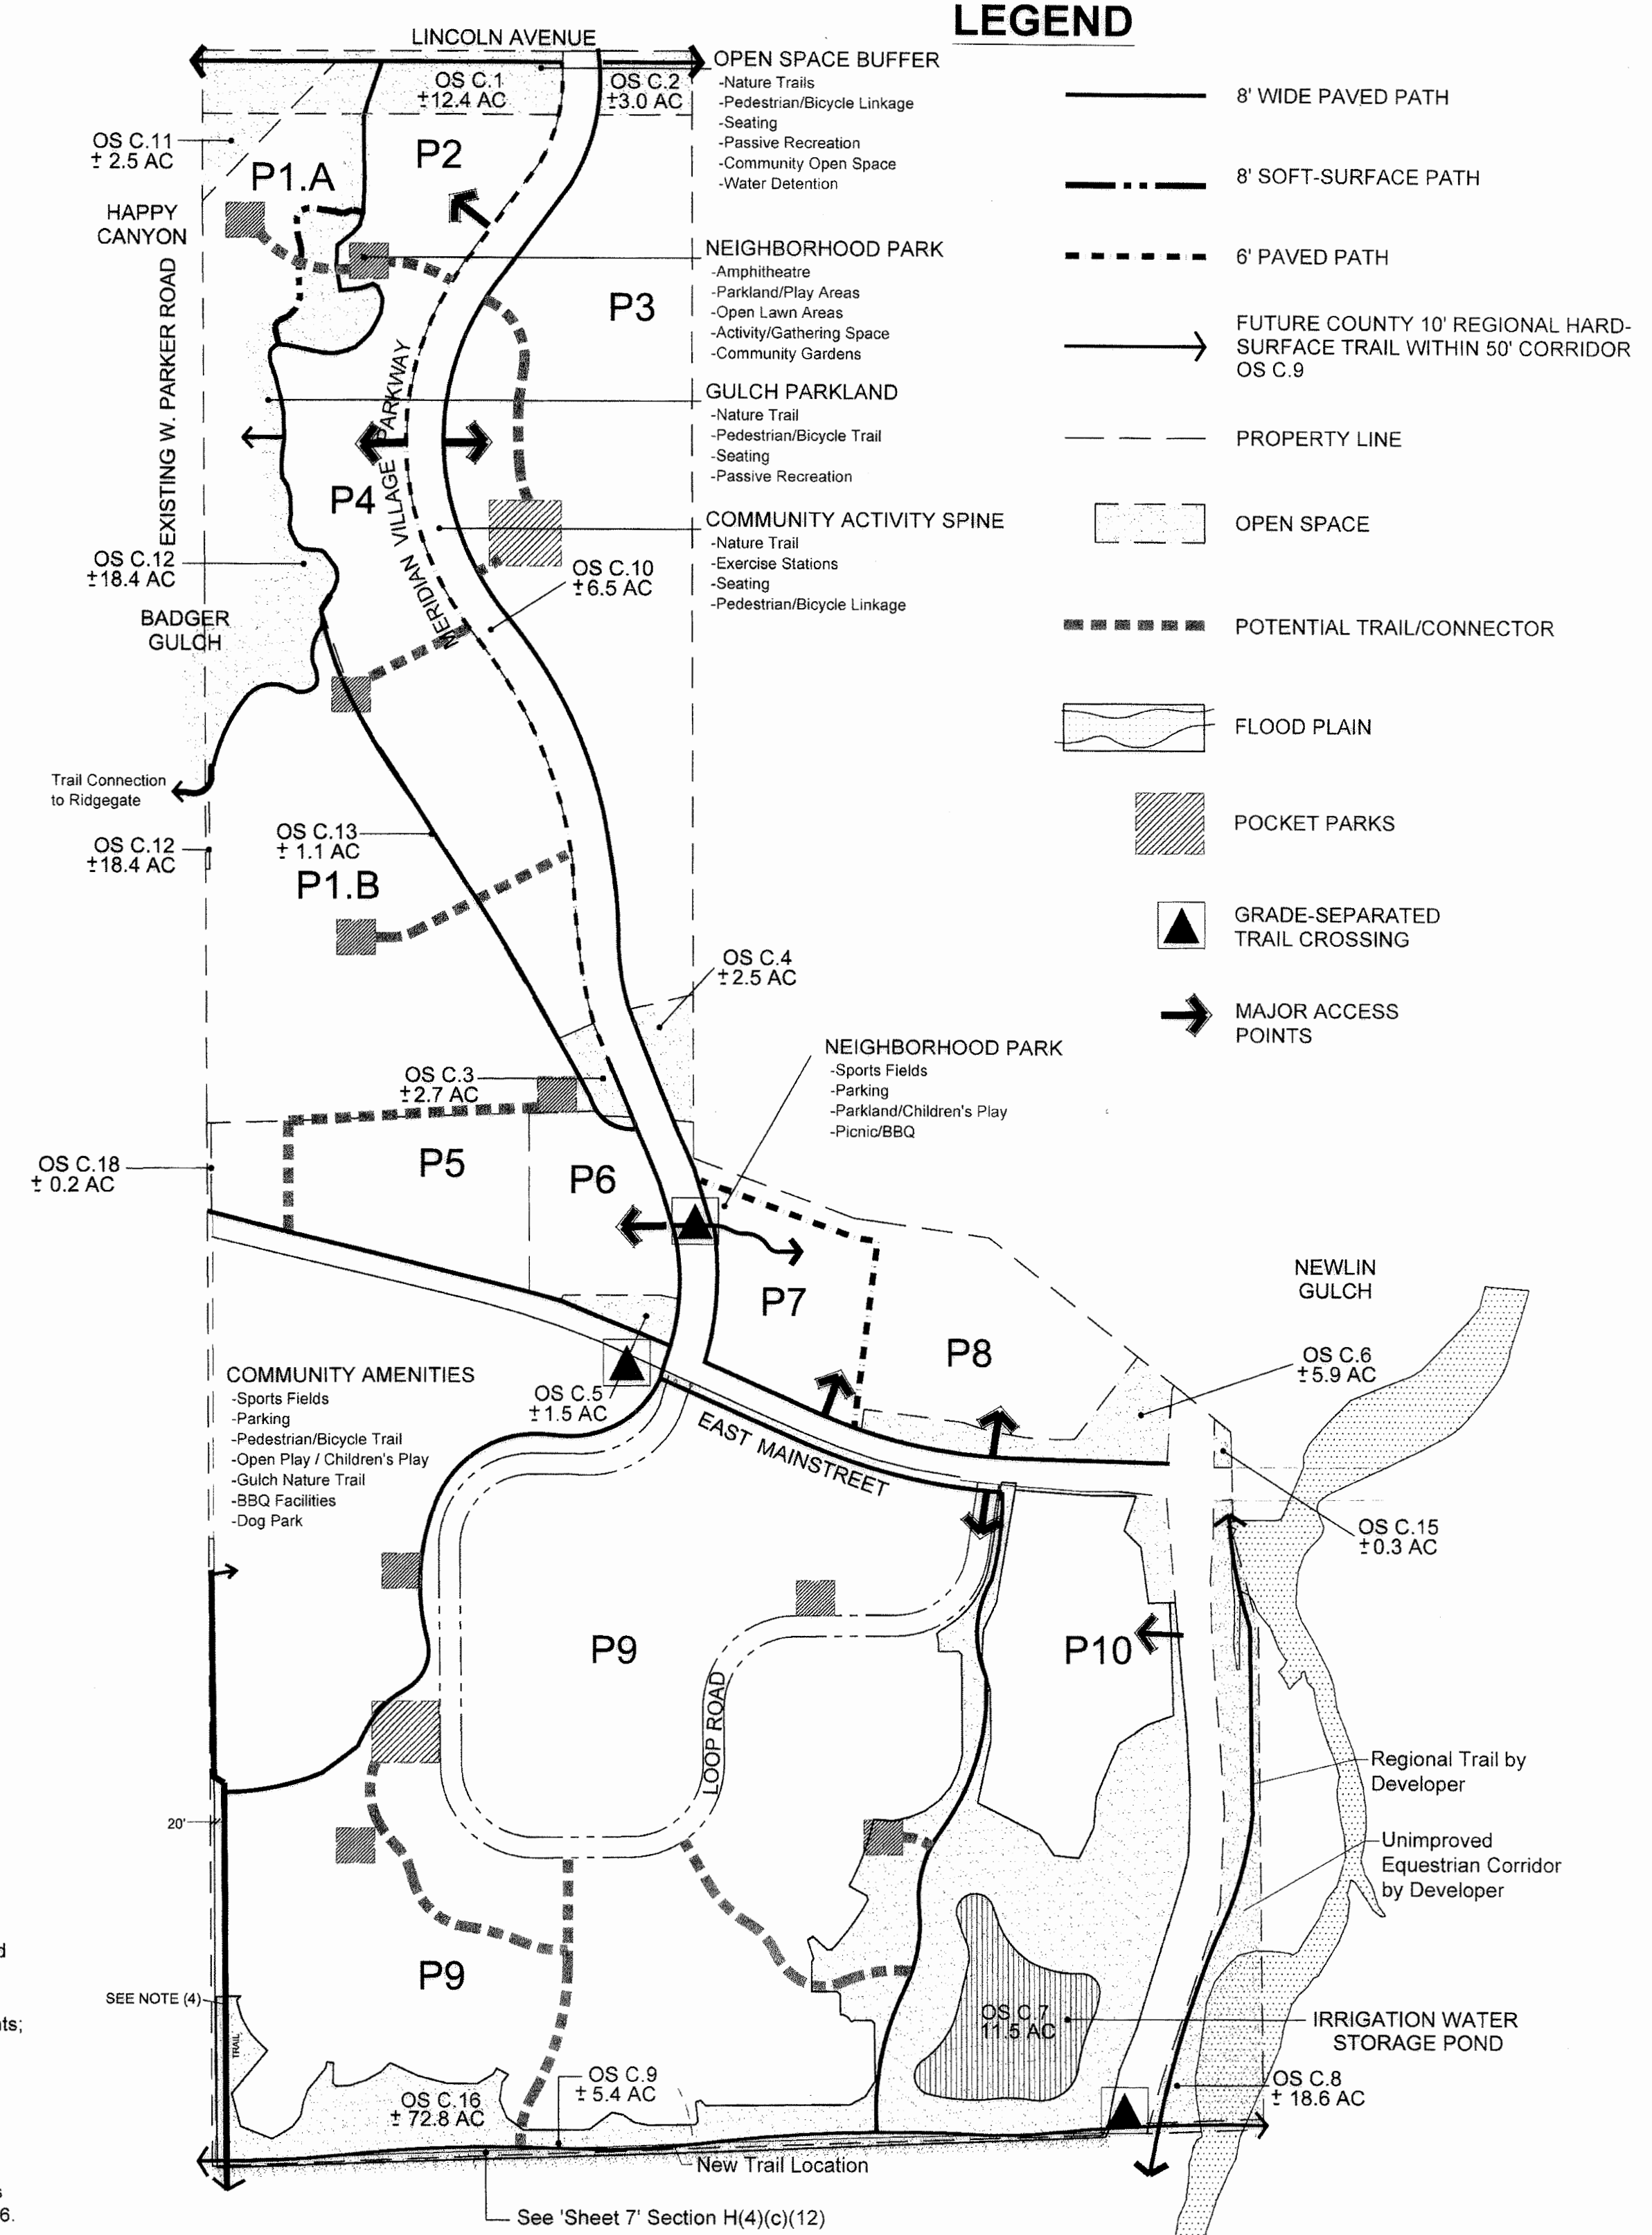 LEGEND
LINCOLN AVENUE
OS C.1
±12.4 AC
OS C.2
±3.0 AC
OPEN SPACE BUFFER
-Nature Trails
-Pedestrian/Bicycle Linkage
-Seating
-Passive Recreation
-Community Open Space
-Water Detention
8' WIDE PAVED PATH
8' SOFT-SURFACE PATH
6' PAVED PATH
FUTURE COUNTY 10' REGIONAL HARD-
SURFACE TRAIL WITHIN 50' CORRIDOR
OS C.9
PROPERTY LINE
OPEN SPACE
POTENTIAL TRAIL/CONNECTOR
FLOOD PLAIN
POCKET PARKS
GRADE-SEPARATED
TRAIL CROSSING
MAJOR ACCESS
POINTS
OS C.11
± 2.5 AC
P1.A
P2
HAPPY
CANYON
EXISTING W. PARKER ROAD
NEIGHBORHOOD PARK
-Amphitheatre
-Parkland/Play Areas
-Open Lawn Areas
-Activity/Gathering Space
-Community Gardens
P3
GULCH PARKLAND
-Nature Trail
-Pedestrian/Bicycle Trail
-Seating
-Passive Recreation
MERIDIAN VILLAGE PARKWAY
P4
COMMUNITY ACTIVITY SPINE
-Nature Trail
-Exercise Stations
-Seating
-Pedestrian/Bicycle Linkage
OS C.12
±18.4 AC
OS C.10
±6.5 AC
BADGER
GULCH
Trail Connection
to Ridgegate
OS C.12
±18.4 AC
OS C.13
± 1.1 AC
P1.B
OS C.4
±2.5 AC
OS C.3
±2.7 AC
NEIGHBORHOOD PARK
-Sports Fields
-Parking
-Parkland/Children's Play
-Picnic/BBQ
OS C.18
± 0.2 AC
P5
P6
P7
P8
NEWLIN
GULCH
OS C.6
±5.9 AC
OS C.5
±1.5 AC
EAST MAINSTREET
COMMUNITY AMENITIES
-Sports Fields
-Parking
-Pedestrian/Bicycle Trail
-Open Play / Children's Play
-Gulch Nature Trail
-BBQ Facilities
-Dog Park
OS C.15
±0.3 AC
P9
P10
LOOP ROAD
Regional Trail by
Developer
20'
Unimproved
Equestrian Corridor
by Developer
P9
SEE NOTE (4)
TRAIL
OS C.7
11.5 AC
IRRIGATION WATER
STORAGE POND
OS C.9
± 5.4 AC
OS C.16
± 72.8 AC
OS C.8
± 18.6 AC
New Trail Location
See 'Sheet 7' Section H(4)(c)(12)
d
ts;
s
6.